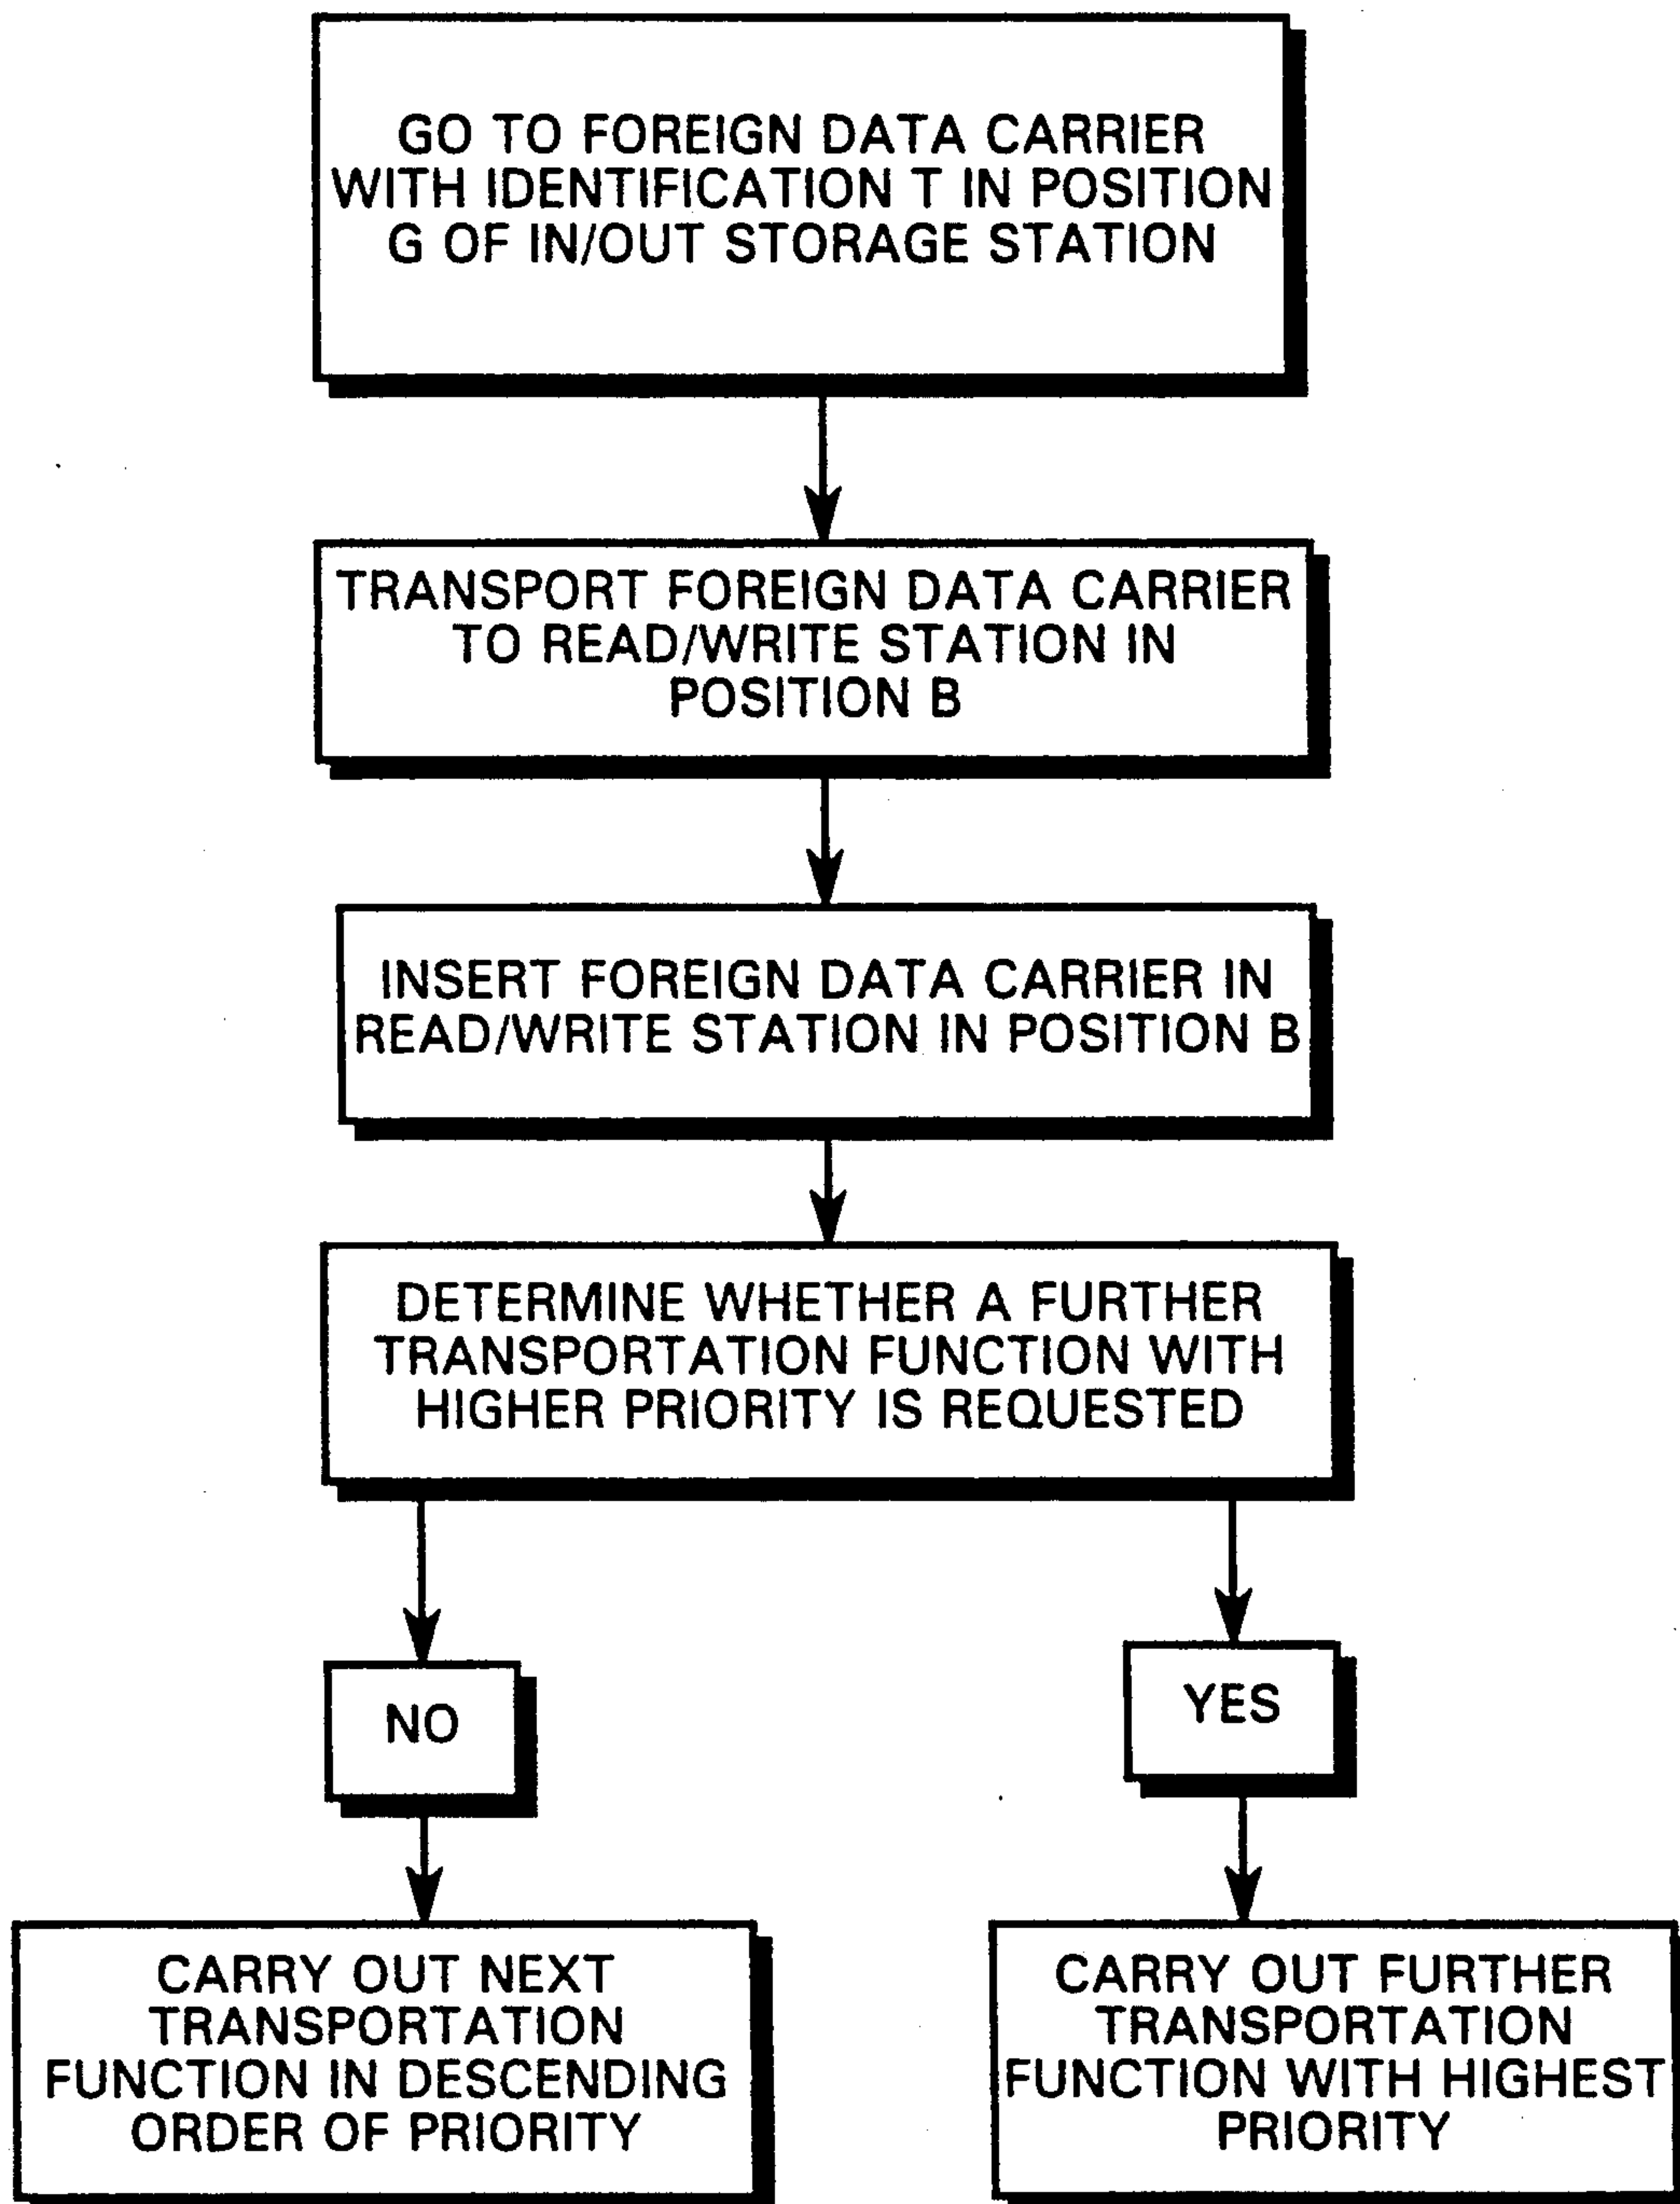 GO TO FOREIGN DATA CARRIER
WITH IDENTIFICATION T IN POSITION
G OF IN/OUT STORAGE STATION
TRANSPORT FOREIGN DATA CARRIER
TO READ/WRITE STATION IN
POSITION B
INSERT FOREIGN DATA CARRIER IN
READ/WRITE STATION IN POSITION B
DETERMINE WHETHER A FURTHER
TRANSPORTATION FUNCTION WITH
HIGHER PRIORITY IS REQUESTED
NO
YES
CARRY OUT NEXT
TRANSPORTATION
FUNCTION IN DESCENDING
ORDER OF PRIORITY
CARRY OUT FURTHER
TRANSPORTATION
FUNCTION WITH HIGHEST
PRIORITY